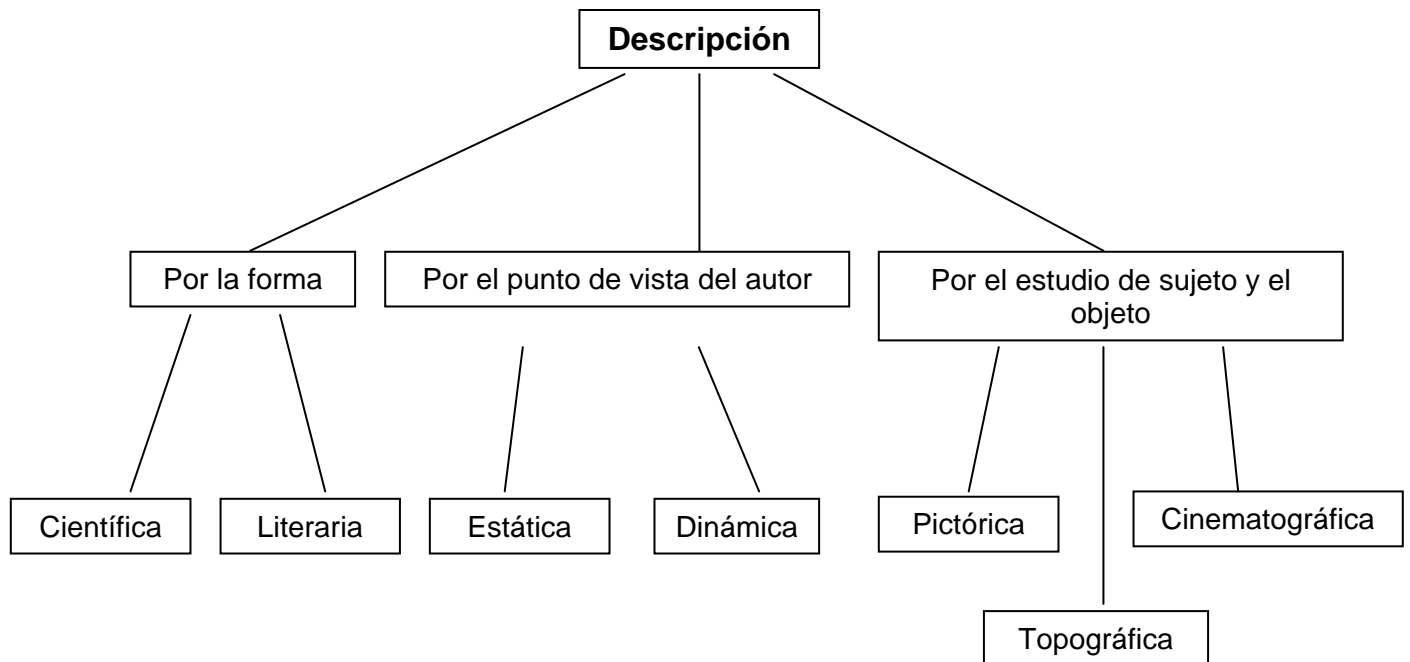 Descripción
Por la forma
Por el punto de vista del autor
Por el estudio de sujeto y el
objeto
Científica
Literaria
Estática
Dinámica
Pictórica
Cinematográfica
Topográfica